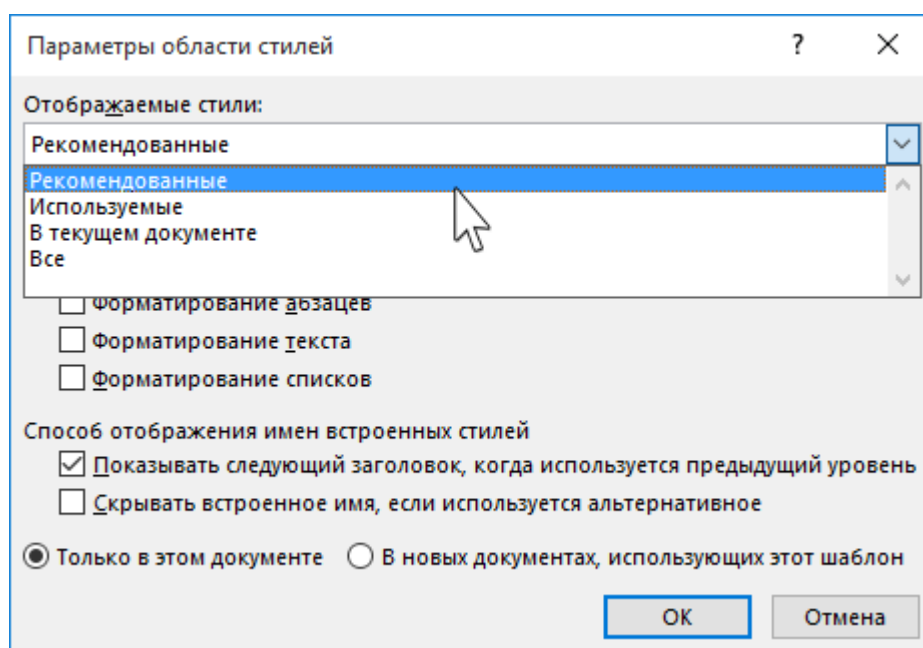 Параметры области стилей ?
Отображаемые стили:
Рекомендованные
Рекомендованные
Используемые
В текущем документе
Все
Форматирование абзацев
Форматирование текста
Форматирование списков
Способ отображения имен встроенных стилей
Показывать следующий заголовок, когда используется предыдущий уровень
Скрывать встроенное имя, если используется альтернативное
Только в этом документе В новых документах, использующих этот шаблон
ОК Отмена